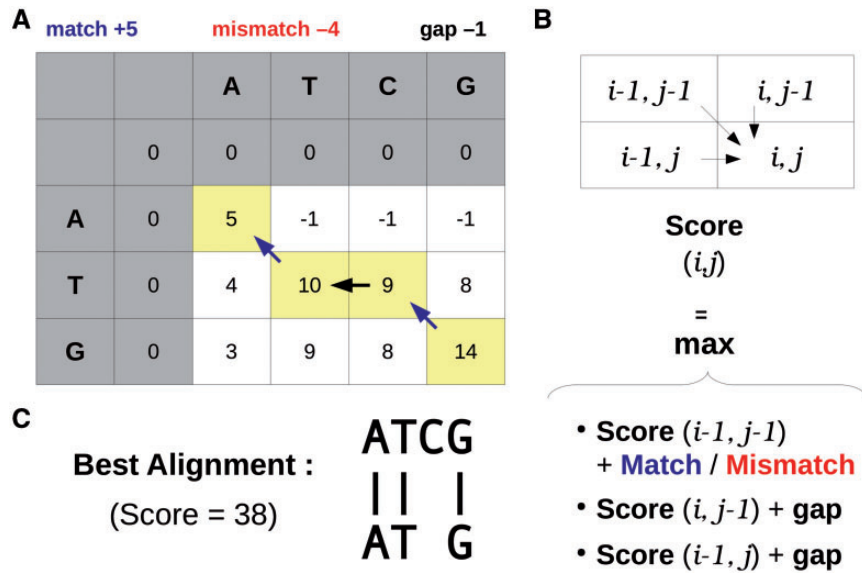 A
match +5 mismatch –4 gap –1
A T C G
0 0 0 0 0
A 0 5 -1 -1 -1
T 0 4 10 9 8
G 0 3 9 8 14
B
i-1, j-1 i, j-1
i-1, j i, j
Score
(i,j)
=
max
• Score (i-1, j-1)
+ Match / Mismatch
• Score (i, j-1) + gap
• Score (i-1, j) + gap
C
Best Alignment :
(Score = 38)
ATCG
|| |
AT G